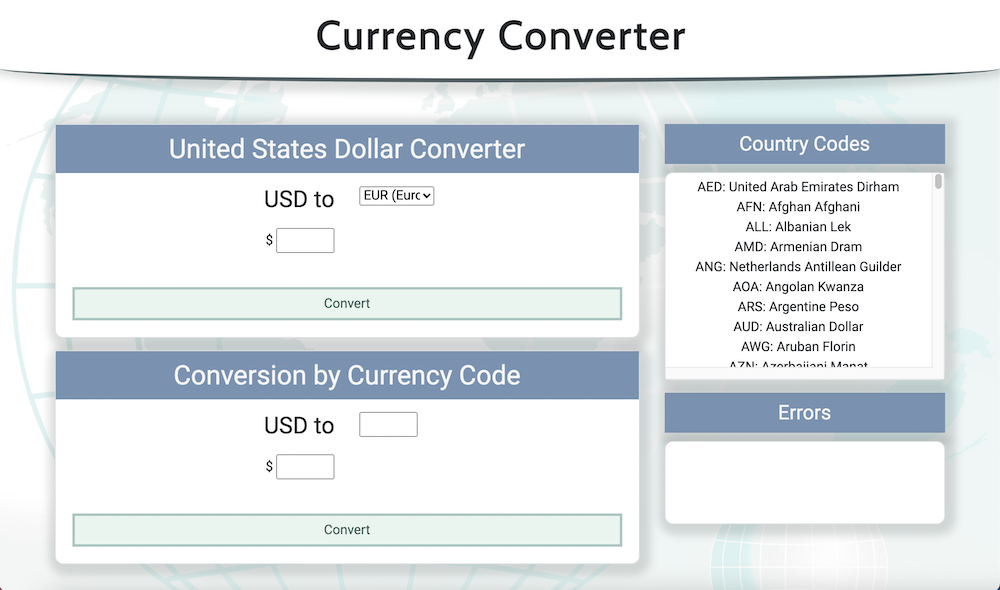 Currency Converter
United States Dollar Converter
USD to
EUR (Eurc
$
Convert
Conversion by Currency Code
USD to
$
Convert
Country Codes
AED: United Arab Emirates Dirham
AFN: Afghan Afghani
ALL: Albanian Lek
AMD: Armenian Dram
ANG: Netherlands Antillean Guilder
AOA: Angolan Kwanza
ARS: Argentine Peso
AUD: Australian Dollar
AWG: Aruban Florin
AZN: Azerbaijani Manat
Errors